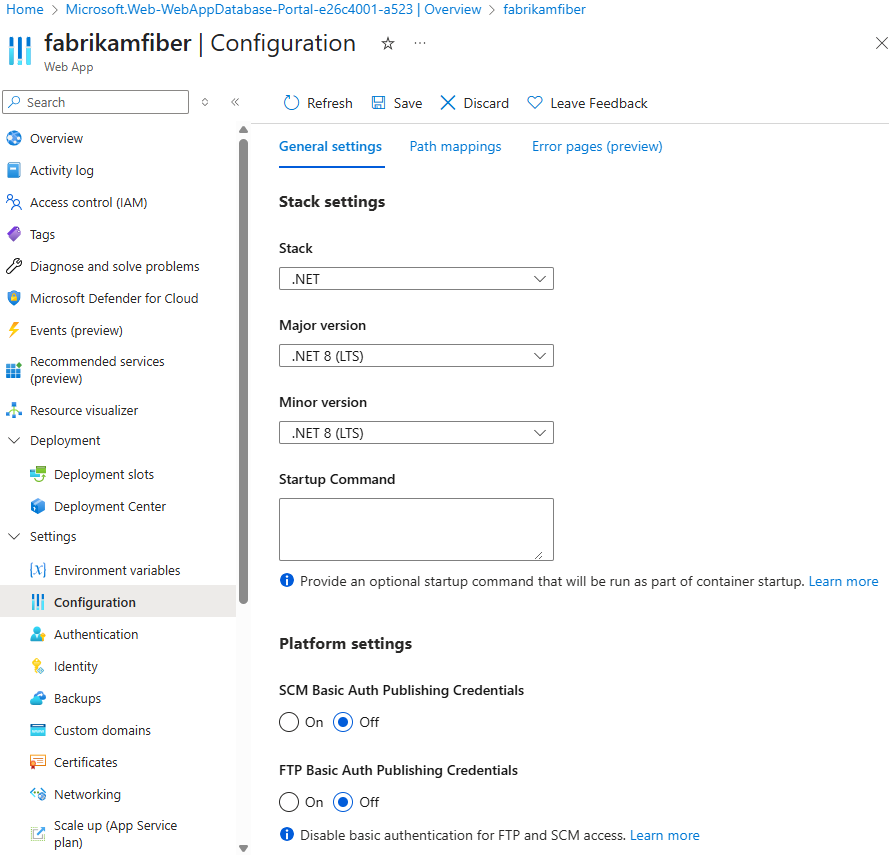 Home > Microsoft.Web-WebAppDatabase-Portal-e26c4001-a523 | Overview > fabrikamfiber
fabrikamfiber | Configuration
Web App
Search
Refresh Save Discard Leave Feedback
Overview
Activity log
Access control (IAM)
Tags
Diagnose and solve problems
Microsoft Defender for Cloud
Events (preview)
Recommended services
(preview)
Resource visualizer
Deployment
Deployment slots
Deployment Center
Settings
Environment variables
Configuration
Authentication
Identity
Backups
Custom domains
Certificates
Networking
Scale up (App Service
plan)
General settings Path mappings Error pages (preview)
Stack settings
Stack
.NET
Major version
.NET 8 (LTS)
Minor version
.NET 8 (LTS)
Startup Command
Provide an optional startup command that will be run as part of container startup. Learn more
Platform settings
SCM Basic Auth Publishing Credentials
On Off
FTP Basic Auth Publishing Credentials
On Off
Disable basic authentication for FTP and SCM access. Learn more